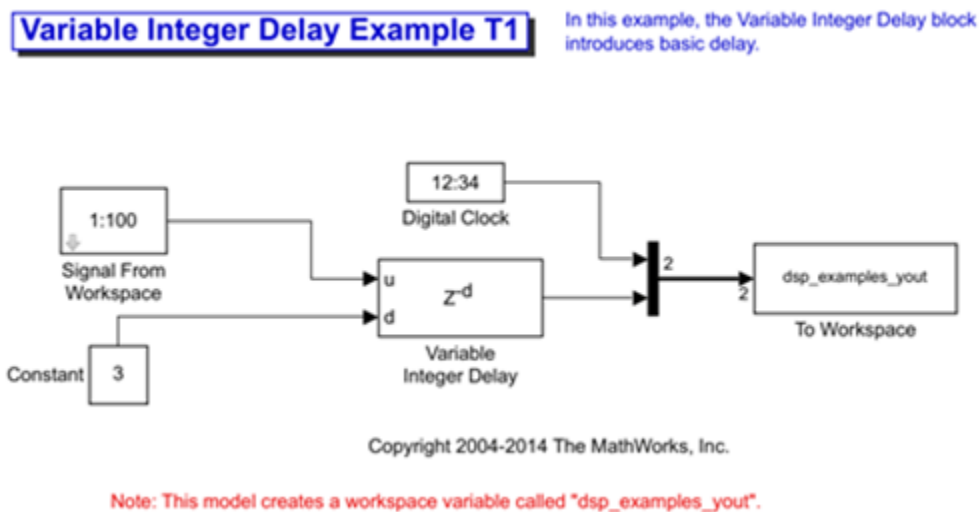 Variable Integer Delay Example T1
In this example, the Variable Integer Delay block
introduces basic delay.
12:34
Digital Clock
1:100
Signal From
Workspace
u
d
z-d
Variable
Integer Delay
Constant
3
2
2
dsp_examples_yout
To Workspace
Copyright 2004-2014 The MathWorks, Inc.
Note: This model creates a workspace variable called "dsp_examples_yout".